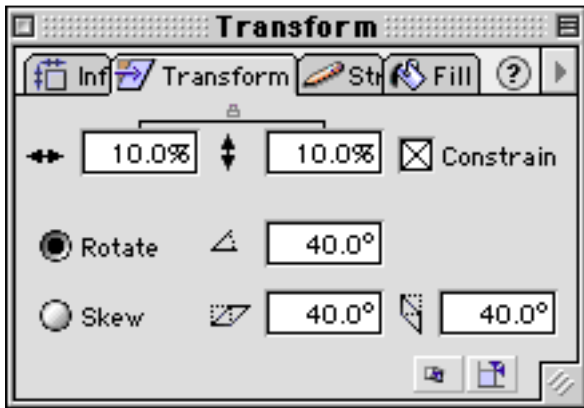 Transform
Inf Transform Str Fill ?
10.0% 10.0% Constrain
Rotate 40.0°
Skew 40.0° 40.0°